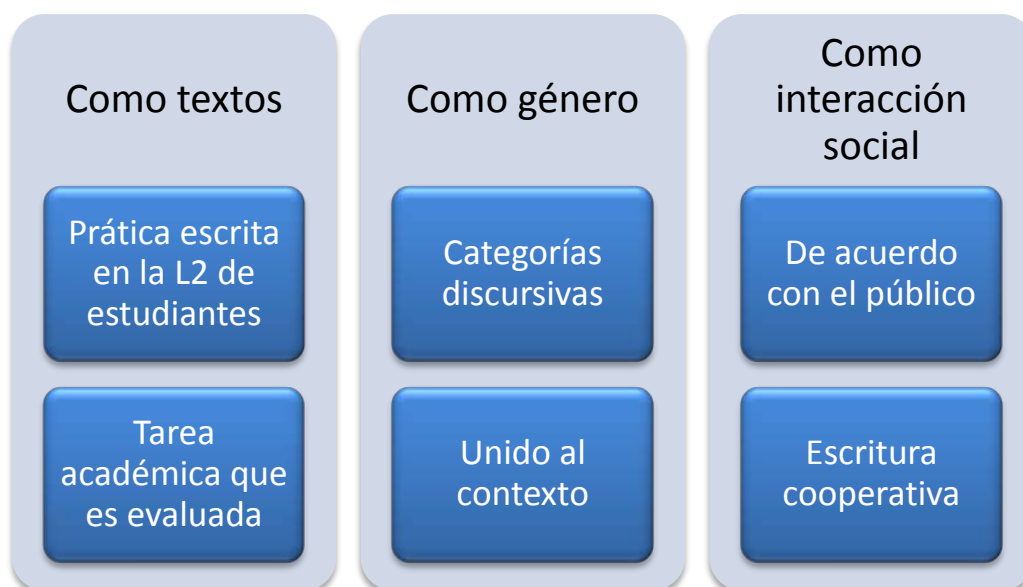 Como textos
Prática escrita
en la L2 de
estudiantes
Tarea
académica que
es evaluada
Como género
Categorías
discursivas
Unido al
contexto
Como
interacción
social
De acuerdo
con el público
Escritura
cooperativa